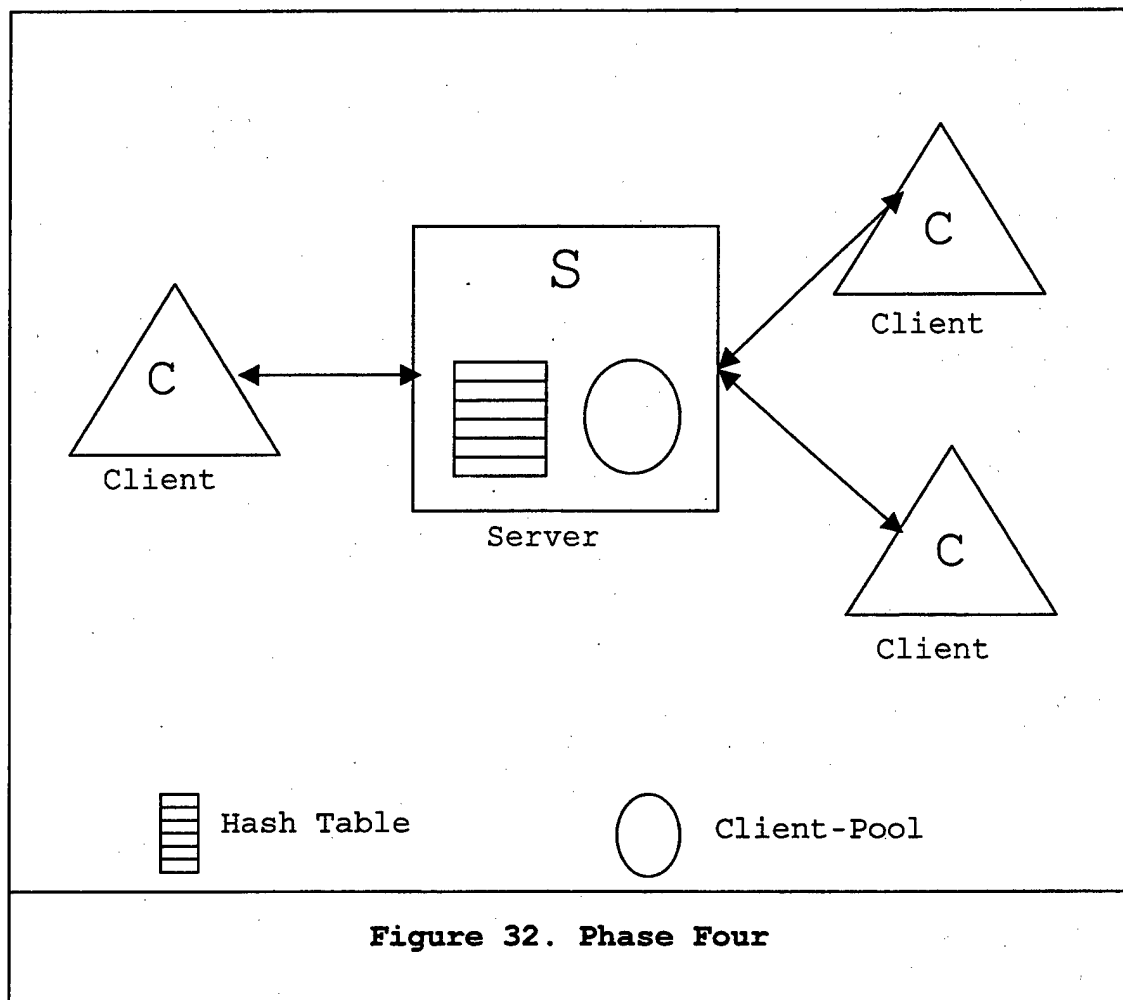 C
Client
S
C
Client
Server
C
Client
Hash Table
Client-Pool
Figure 32. Phase Four